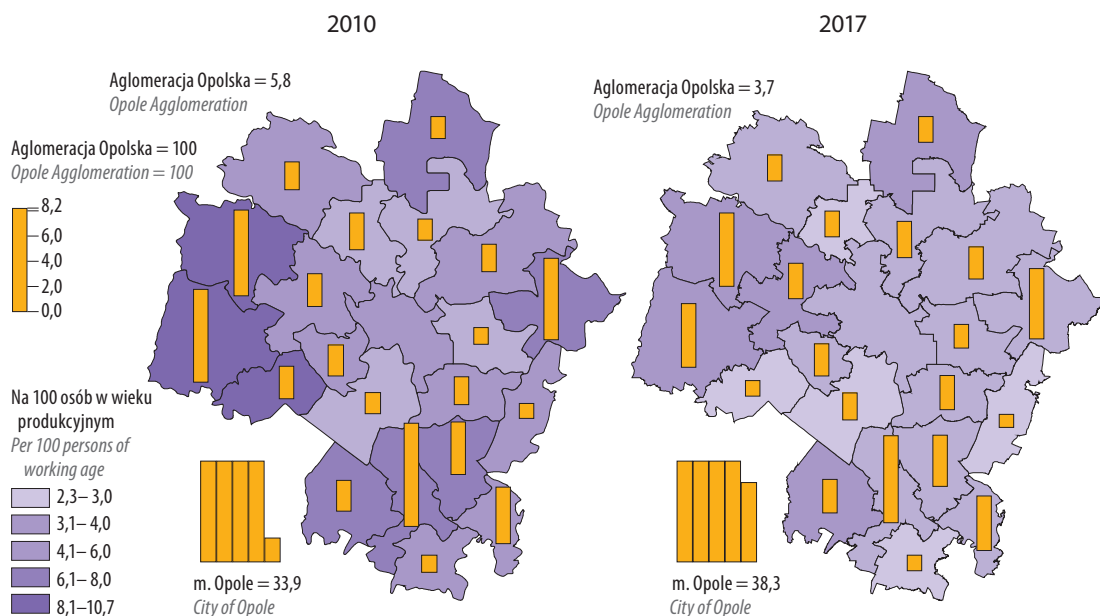 2010
2017
Aglomeracja Opolska = 5,8
Opole Agglomeration
Aglomeracja Opolska = 3,7
Opole Agglomeration
Aglomeracja Opolska = 100
Opole Agglomeration = 100
8,2
6,0
4,0
2,0
0,0
Na 100 osób w wieku
produkcyjnym
Per 100 persons of
working age
2,3– 3,0
3,1– 4,0
4,1– 6,0
6,1– 8,0
8,1–10,7
m. Opole = 33,9
City of Opole
m. Opole = 38,3
City of Opole